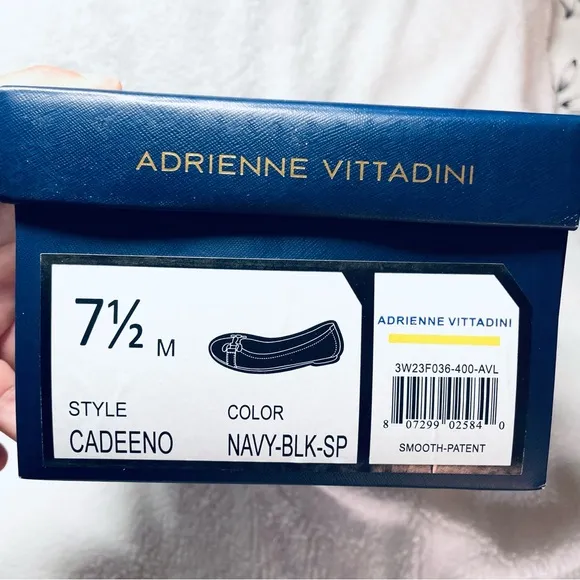 ADRIENNE VITTADINI
7½ M
STYLE
CADEENO
COLOR
NAVY-BLK-SP
ADRIENNE VITTADINI
3W23F036-400-AVL
8 07299 02584 0
SMOOTH-PATENT